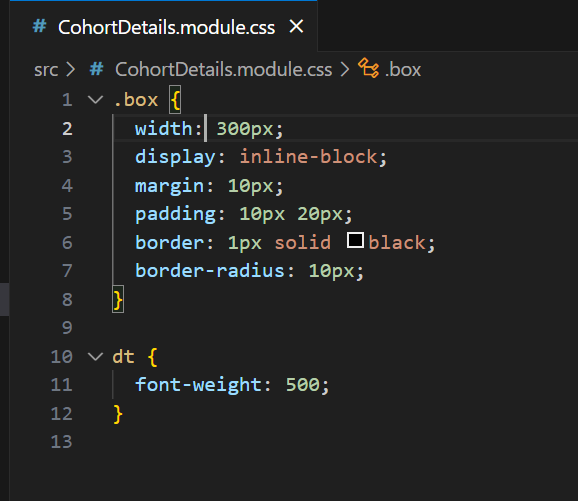 # CohortDetails.module.css ×
src > # CohortDetails.module.css > .box
1 .box {
2 width: 300px;
3 display: inline-block;
4 margin: 10px;
5 padding: 10px 20px;
6 border: 1px solid black;
7 border-radius: 10px;
8 }
9
10 dt {
11 font-weight: 500;
12 }
13